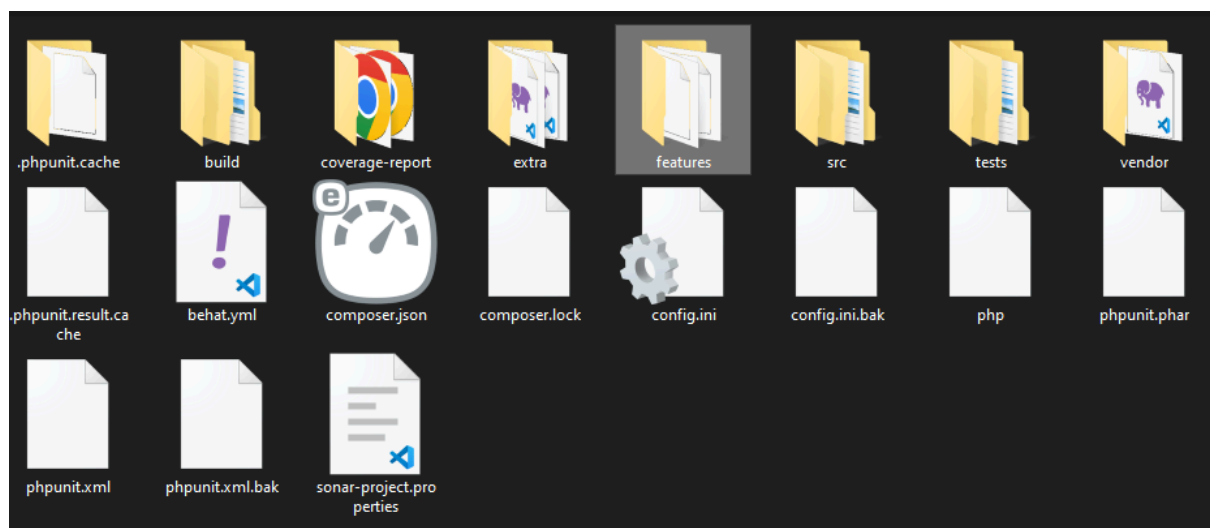 .phpunit.cache
build
coverage-report
extra
features
src
tests
vendor
.phpunit.result.ca
che
behat.yml
e
composer.json
composer.lock
config.ini
config.ini.bak
php
phpunit.phar
phpunit.xml
phpunit.xml.bak
sonar-project.pro
perties